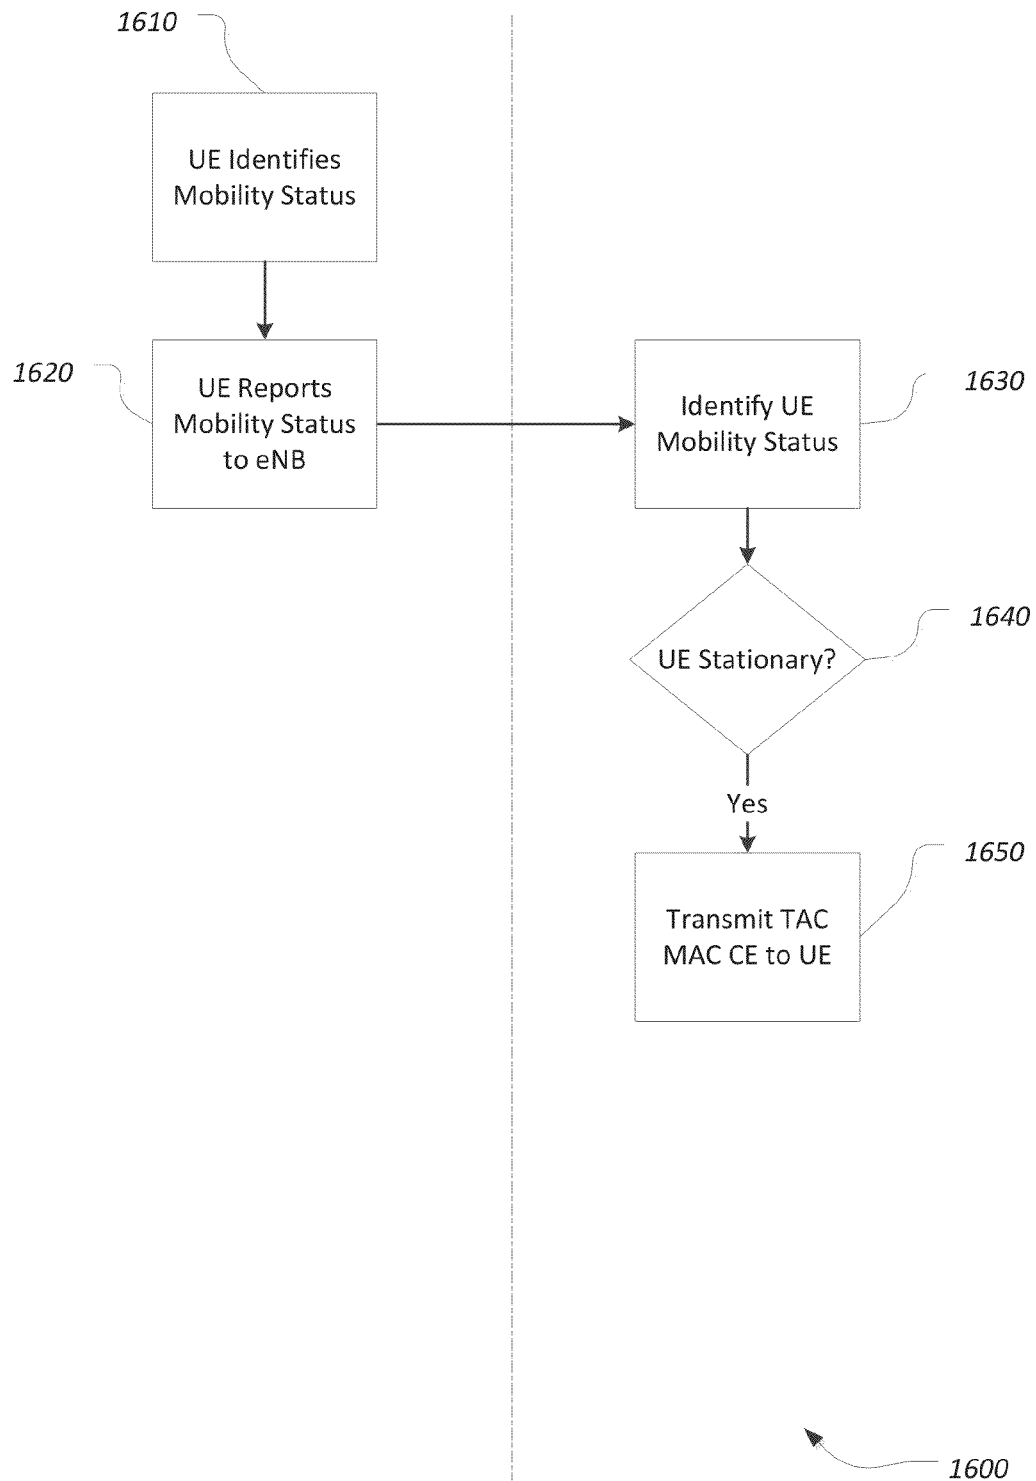 1610
UE Identifies
Mobility Status
1620
UE Reports
Mobility Status
to eNB
1630
Identify UE
Mobility Status
1640
UE Stationary?
Yes
1650
Transmit TAC
MAC CE to UE
1600